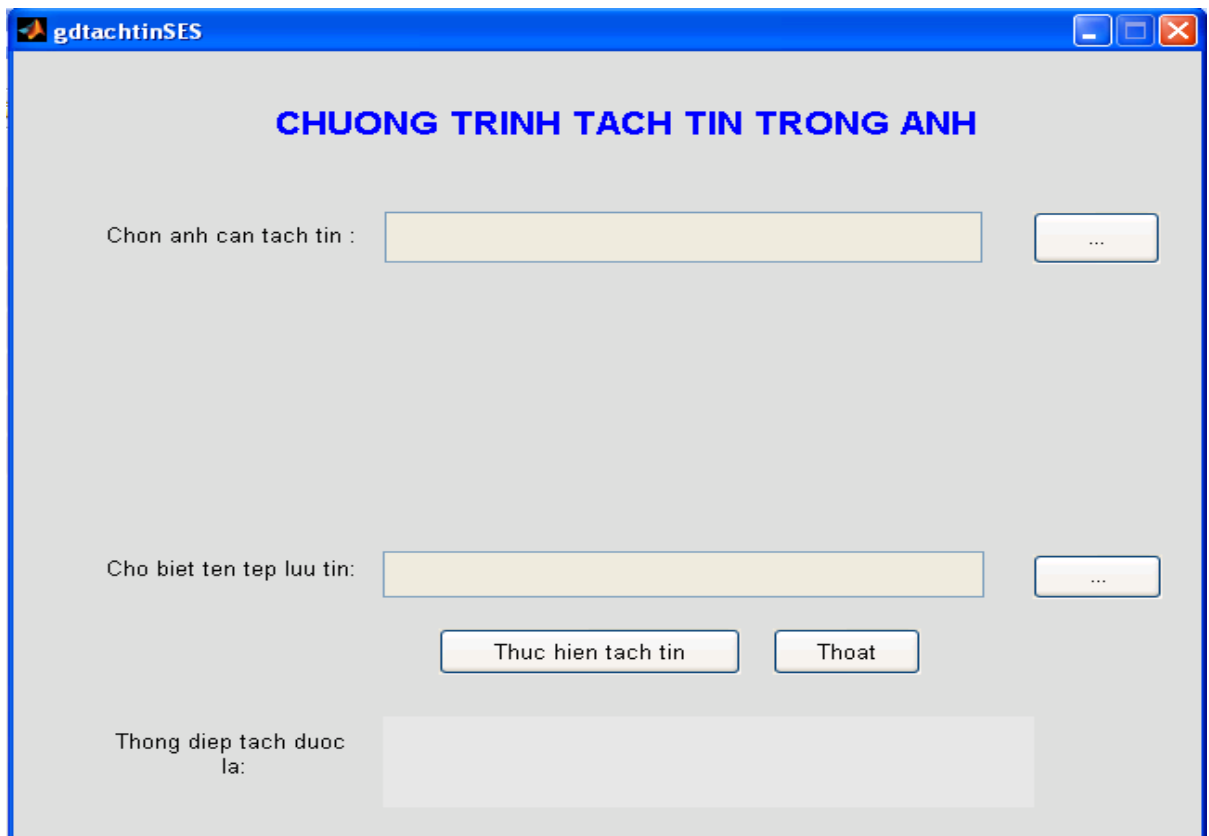 gdtachtinSES
CHUONG TRINH TACH TIN TRONG ANH
Chon anh can tach tin :
...
Cho biet ten tep luu tin:
...
Thuc hien tach tin
Thoat
Thong diep tach duoc
la: